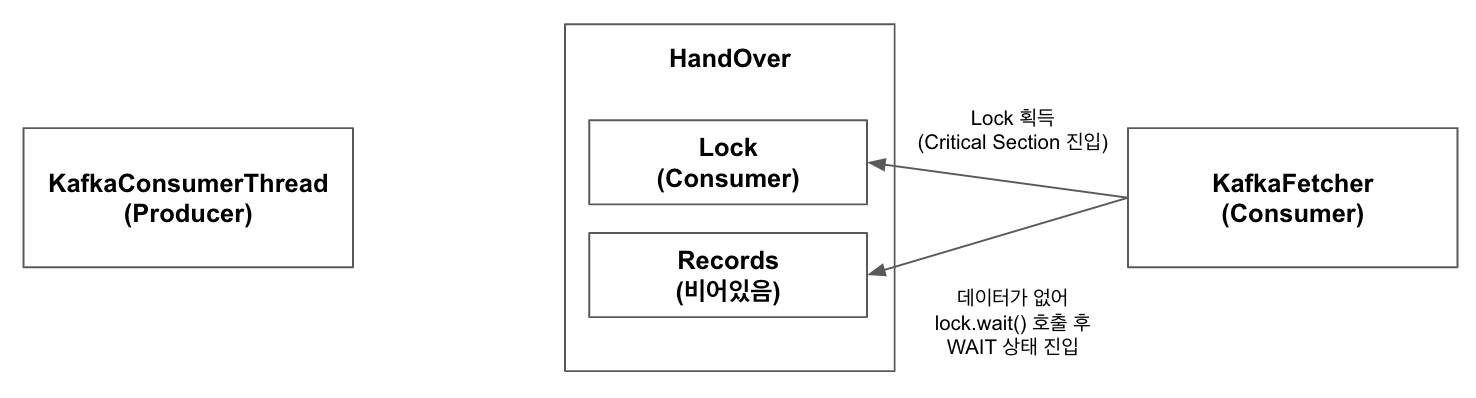 HandOver
KafkaConsumerThread
(Producer)
Lock
(Consumer)
Records
(비어있음)
Lock 획득
(Critical Section 진입)
데이터가 없어
lock.wait() 호출 후
WAIT 상태 진입
KafkaFetcher
(Consumer)